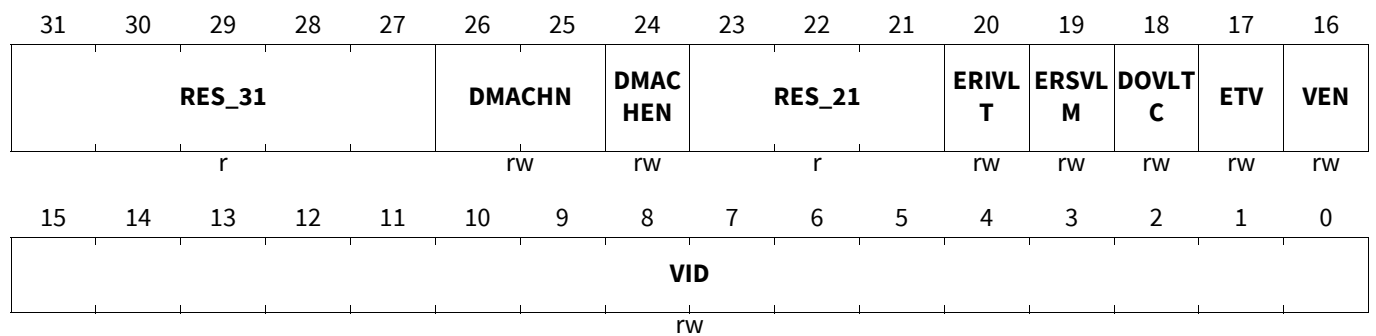 31 30 29 28 27 26 25 24 23 22 21 20 19 18 17 16
RES_31 DMACHN DMAC HEN RES_21 ERIVL T ERSVL M DOVLT C ETV VEN
r rw rw r rw rw rw rw rw
15 14 13 12 11 10 9 8 7 6 5 4 3 2 1 0
VID
rw